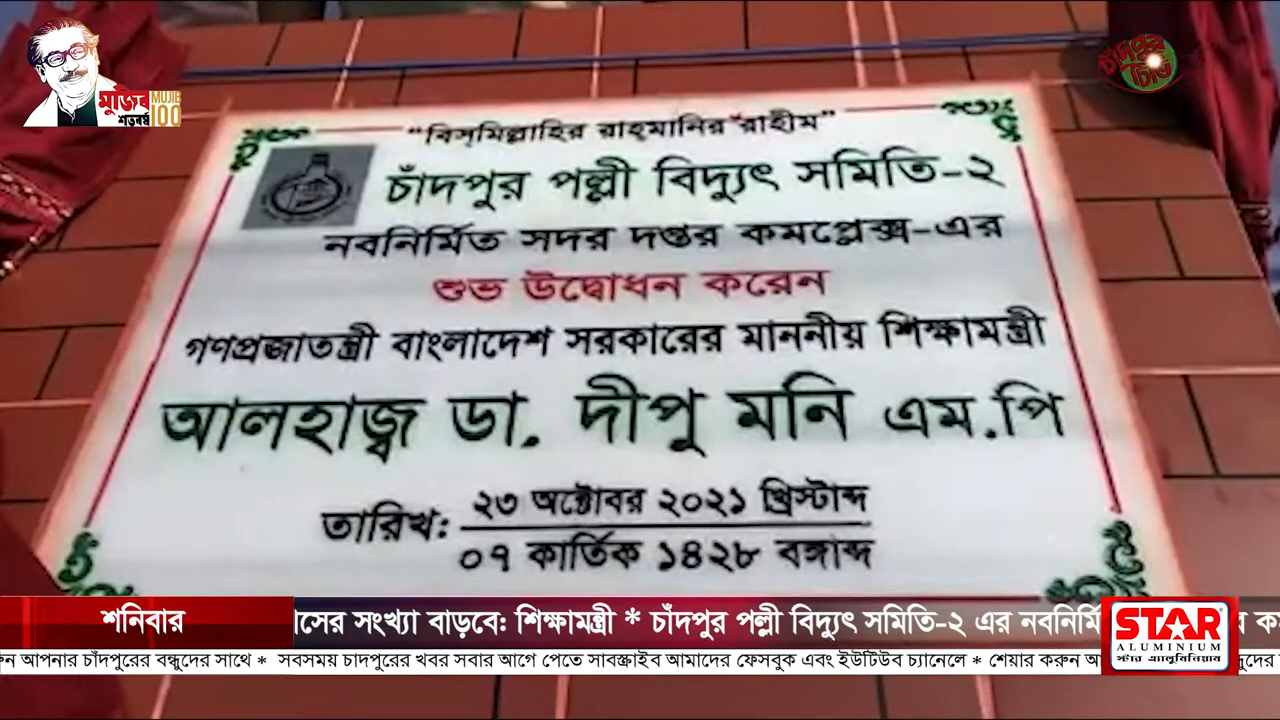 মুজিব
শতবর্ষ
MUJIB
100
চাঁদপুর
টিভি
"বিস্‌মিল্লাহির রাহ্‌মানির রাহীম"
চাঁদপুর পল্লী বিদ্যুৎ সমিতি-২
নবনির্মিত সদর দপ্তর কমপ্লেক্স-এর
শুভ উদ্বোধন করেন
গণপ্রজাতন্ত্রী বাংলাদেশ সরকারের মাননীয় শিক্ষামন্ত্রী
আলহাজ্ব ডা. দীপু মনি এম.পি
তারিখ: ২৩ অক্টোবর ২০২১ খ্রিস্টাব্দ
০৭ কার্তিক ১৪২৮ বঙ্গাব্দ
শনিবার
াসের সংখ্যা বাড়বে: শিক্ষামন্ত্রী * চাঁদপুর পল্লী বিদ্যুৎ সমিতি-২ এর নবনির্মি
STAR
ALUMINIUM
স্টার এ্যালুমিনিয়াম
আপনার চাঁদপুরের বন্ধুদের সাথে * সবসময় চাঁদপুরের খবর সবার আগে পেতে সাবস্ক্রাইব আমাদের ফেসবুক এবং ইউটিউব চ্যানেলে * শেয়ার করুন